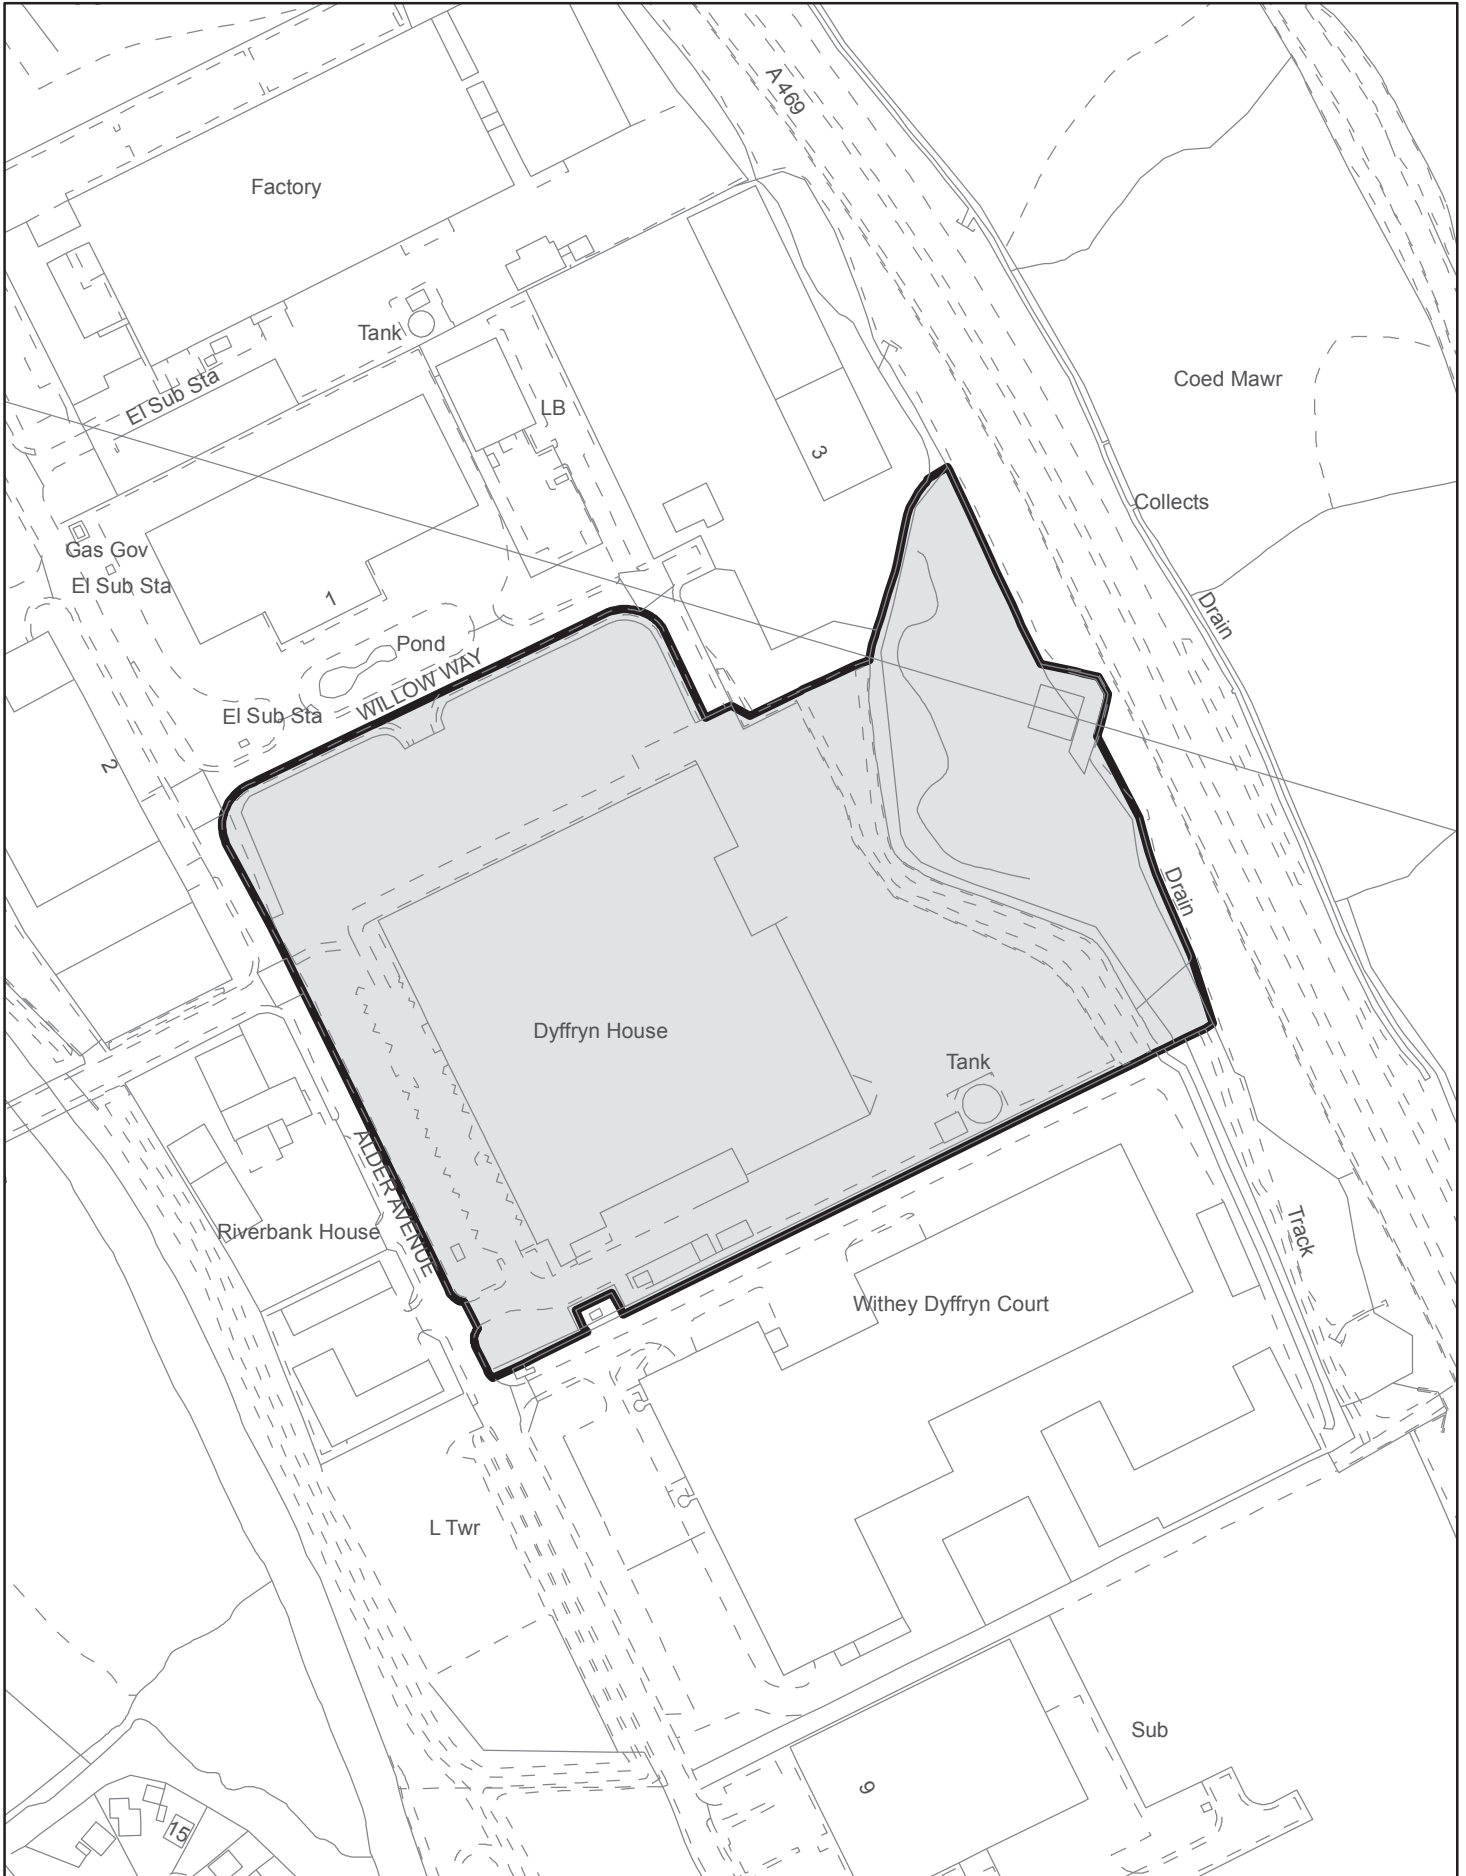 A 469
Factory
Tank
Coed Mawr
El Sub Sta
LB
3
Collects
Gas Gov
El Sub Sta
1
Drain
Pond
WILLOW WAY
El Sub Sta
2
Drain
Dyffryn House
Tank
ALDER AVENUE
Riverbank House
Track
Withey Dyffryn Court
L Twr
Sub
9
15